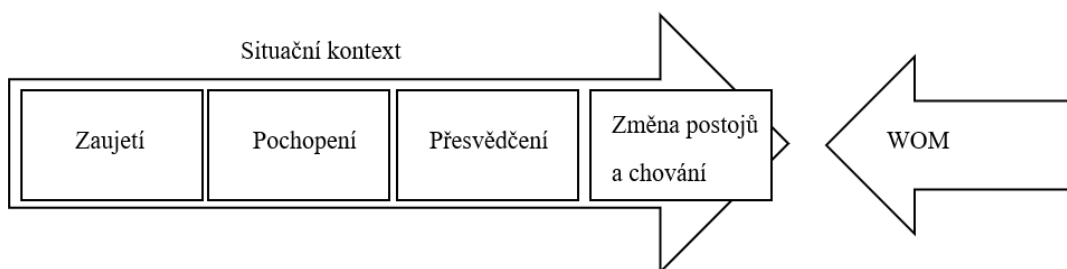 Situační kontext
Zaujetí
Pochopení
Přesvědčení
Změna postojů
a chování
WOM